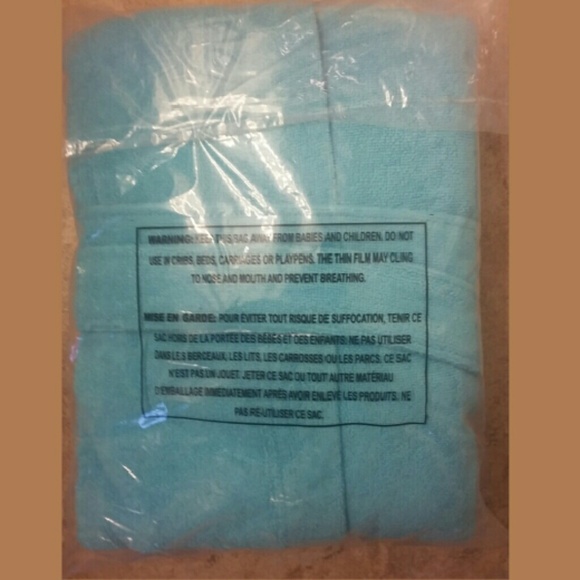 WARNING: KEEP THIS BAG AWAY FROM BABIES AND CHILDREN. DO NOT
USE IN CRIBS, BEDS, CARRIAGES OR PLAYPENS. THE THIN FILM MAY CLING
TO NOSE AND MOUTH AND PREVENT BREATHING.
MISE EN GARDE: POUR ÉVITER TOUT RISQUE DE SUFFOCATION, TENIR CE
SAC HORS DE LA PORTÉE DES BÉBÉS ET DES ENFANTS; NE PAS UTILISER
DANS LES BERCEAUX, LES LITS, LES CARROSSES OU LES PARCS. CE SAC
N'EST PAS UN JOUET. JETER CE SAC OU TOUT AUTRE MATÉRIAU
D'EMBALLAGE IMMÉDIATEMENT APRÈS AVOIR ENLEVÉ LES PRODUITS. NE
PAS RÉ-UTILISER CE SAC.